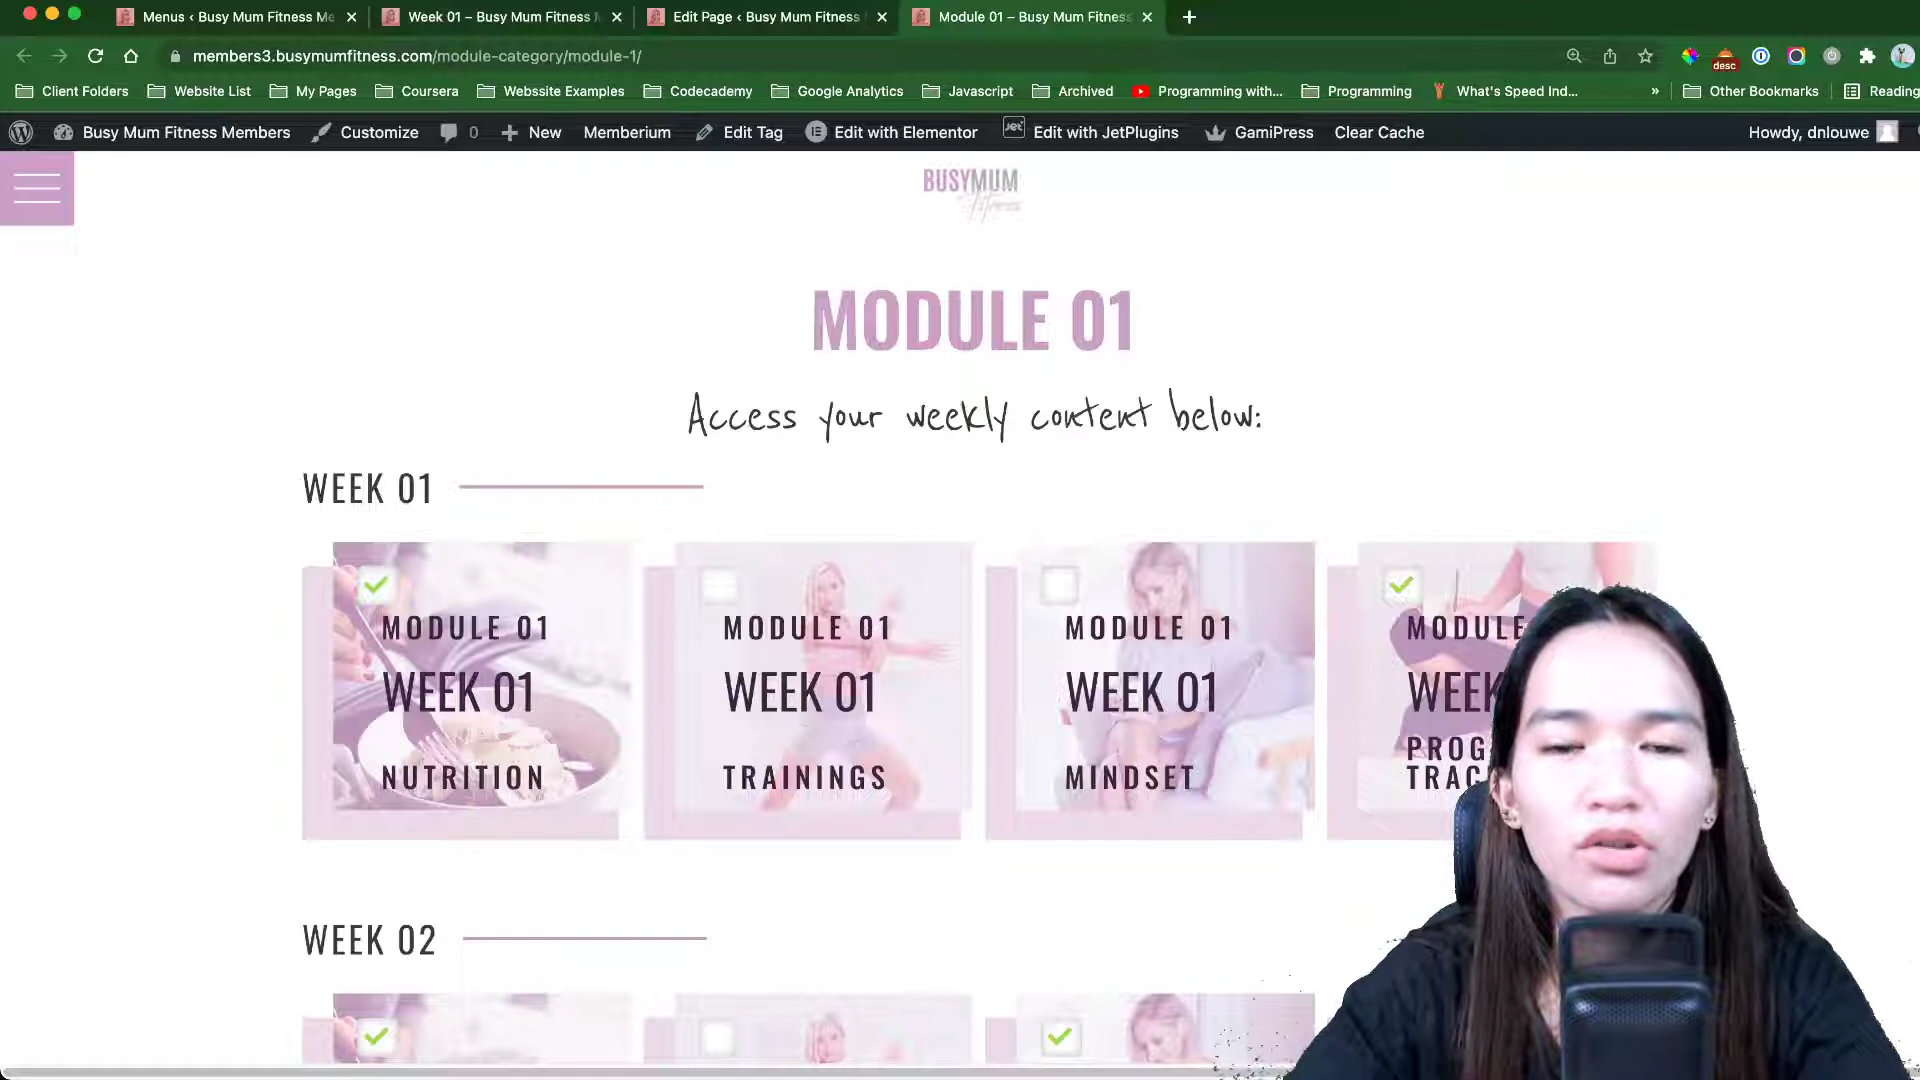 Menus ‹ Busy Mum Fitness Me
Week 01 – Busy Mum Fitness
Edit Page ‹ Busy Mum Fitness
Module 01 – Busy Mum Fitness
members3.busymumfitness.com/module-category/module-1/
desc
Client Folders
Website List
My Pages
Coursera
Webssite Examples
Codecademy
Google Analytics
Javascript
Archived
Programming with...
Programming
What's Speed Ind...
»
Other Bookmarks
Reading
Busy Mum Fitness Members
Customize
0
New
Memberium
Edit Tag
Edit with Elementor
Jet
Edit with JetPlugins
GamiPress
Clear Cache
Howdy, dnlouwe
BUSYMUM
fitness
MODULE 01
Access your weekly content below:
WEEK 01
MODULE 01
WEEK 01
NUTRITION
MODULE 01
WEEK 01
TRAININGS
MODULE 01
WEEK 01
MINDSET
MODULE
WEEK
PROG
TRAC
WEEK 02